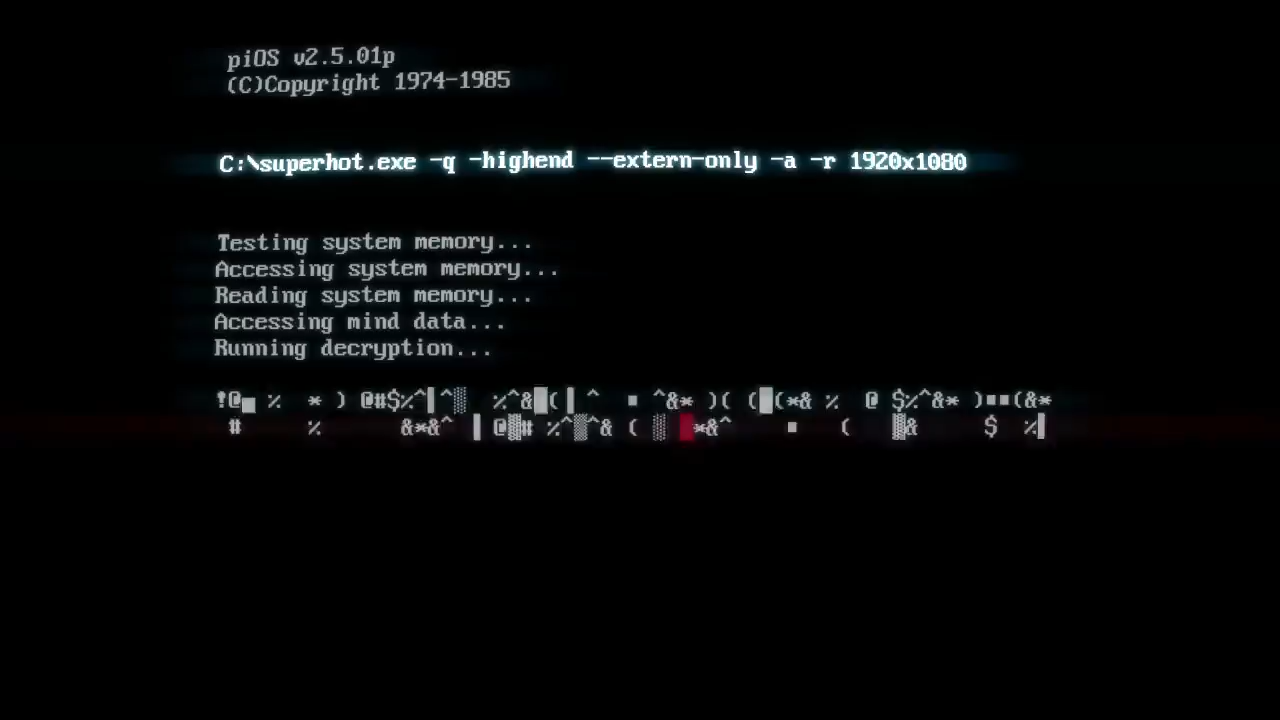 piOS v2.5.01p
(C)Copyright 1974-1985
C:\superhot.exe -q -highend --extern-only -a -r 1920x1080
Testing system memory...
Accessing system memory...
Reading system memory...
Accessing mind data...
Running decryption...
!@▄ % * ) @#$%^▌^▒ %^&█(▐ ^ ▪ ^&* )( (█(*& % @ $%^&* )▪▪(&*
# % &*&^ ▐ @▓# %^▒^& ( ▒ █*&^ ▪ ( ▓& $ %▌